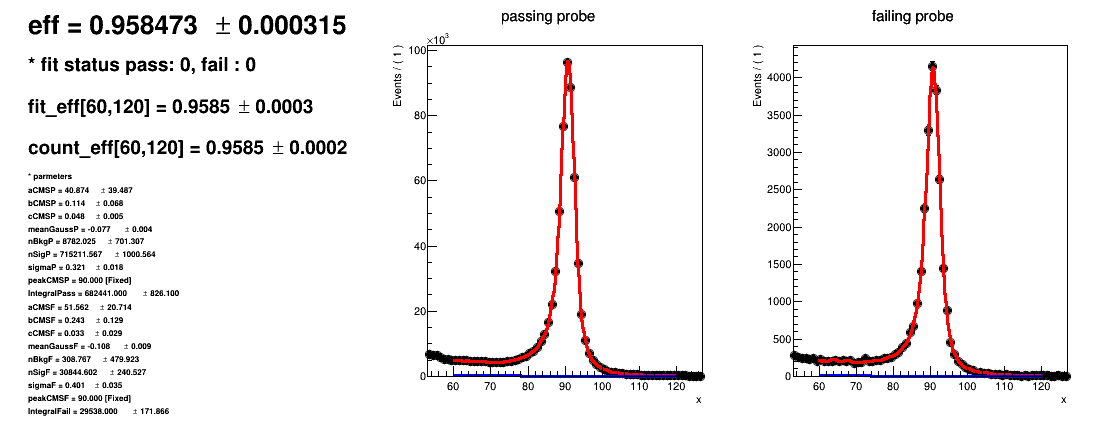 eff = 0.958473 ± 0.000315
* fit status pass: 0, fail : 0
fit_eff[60,120] = 0.9585 ± 0.0003
count_eff[60,120] = 0.9585 ± 0.0002
* parmeters
aCMSP = 40.874 ± 39.487
bCMSP = 0.114 ± 0.068
cCMSP = 0.048 ± 0.005
meanGaussP = -0.077 ± 0.004
nBkgP = 8782.025 ± 701.307
nSigP = 715211.567 ± 1000.564
sigmaP = 0.321 ± 0.018
peakCMSP = 90.000 [Fixed]
IntegralPass = 682441.000 ± 826.100
aCMSF = 51.562 ± 20.714
bCMSF = 0.243 ± 0.129
cCMSF = 0.033 ± 0.029
meanGaussF = -0.108 ± 0.009
nBkgF = 308.767 ± 479.923
nSigF = 30844.602 ± 240.527
sigmaF = 0.401 ± 0.035
peakCMSF = 90.000 [Fixed]
IntegralFail = 29538.000 ± 171.866
passing probe
×10³
Events / ( 1 )
100
80
60
40
20
0
60 70 80 90 100 110 120
x
failing probe
Events / ( 1 )
4000
3500
3000
2500
2000
1500
1000
500
0
60 70 80 90 100 110 120
x